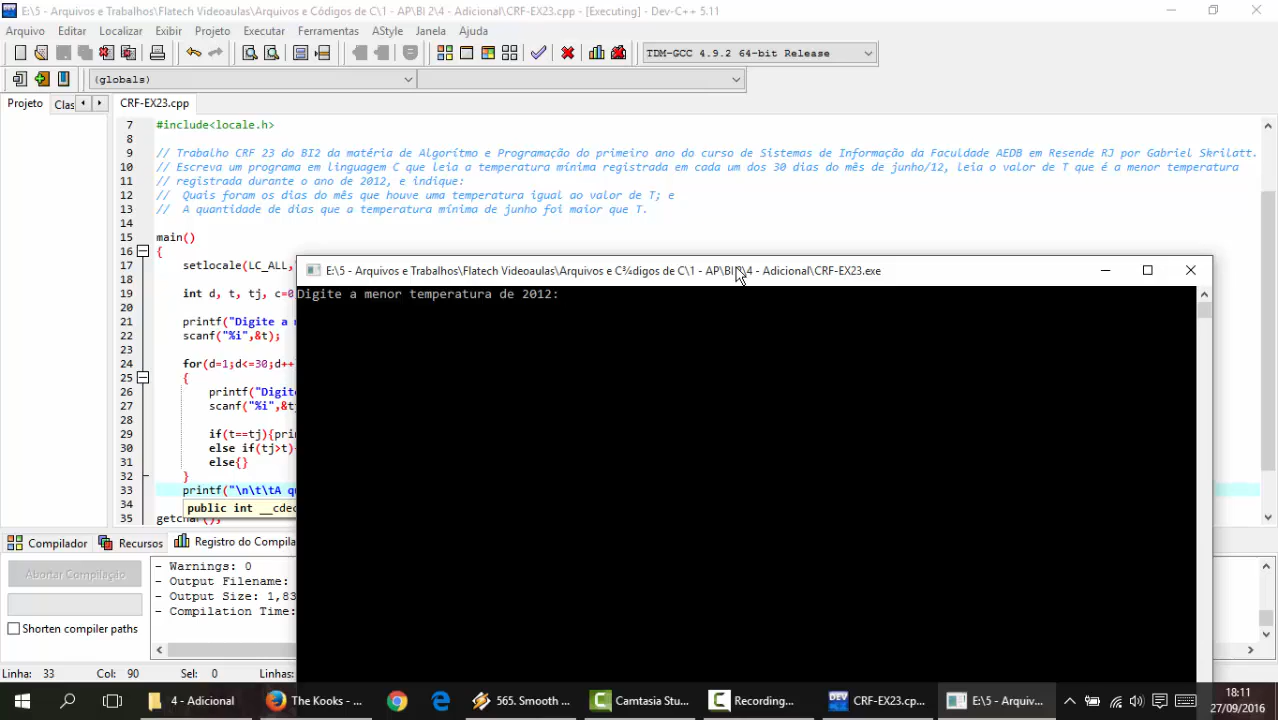 E:\5 - Arquivos e Trabalhos\Flatech Videoaulas\Arquivos e Códigos de C\1 - AP\BI 2\4 - Adicional\CRF-EX23.cpp - [Executing] - Dev-C++ 5.11
Arquivo Editar Localizar Exibir Projeto Executar Ferramentas AStyle Janela Ajuda
TDM-GCC 4.9.2 64-bit Release
(globals)
Projeto Clas CRF-EX23.cpp
7 #include<locale.h>
8
9 // Trabalho CRF 23 do BI2 da matéria de Algorítmo e Programação do primeiro ano do curso de Sistemas de Informação da Faculdade AEDB em Resende RJ por Gabriel Skrilatt.
10 // Escreva um programa em linguagem C que leia a temperatura mínima registrada em cada um dos 30 dias do mês de junho/12, leia o valor de T que é a menor temperatura
11 // registrada durante o ano de 2012, e indique:
12 // Quais foram os dias do mês que houve uma temperatura igual ao valor de T; e
13 // A quantidade de dias que a temperatura mínima de junho foi maior que T.
14
15 main()
16 {
17 setlocale(LC_ALL,
18
19 int d, t, tj, c=0
20
21 printf("Digite a
22 scanf("%i",&t);
23
24 for(d=1;d<=30;d++
25 {
26 printf("Digit
27 scanf("%i",&t
28
29 if(t==tj){pri
30 else if(tj>t)
31 else{}
32 }
33 printf("\n\t\tA q
public int __cdec
34
35 getchar();
E:\5 - Arquivos e Trabalhos\Flatech Videoaulas\Arquivos e C¾digos de C\1 - AP\BI 2\4 - Adicional\CRF-EX23.exe
Digite a menor temperatura de 2012:
Compilador Recursos Registro do Compila
Abortar Compilação
Shorten compiler paths
- Warnings: 0
- Output Filename:
- Output Size: 1,83
- Compilation Time:
Linha: 33 Col: 90 Sel: 0 Linhas:
4 - Adicional The Kooks - ... 565. Smooth ... Camtasia Stu... Recording... CRF-EX23.cp... E:\5 - Arquiv...
18:11
27/09/2016